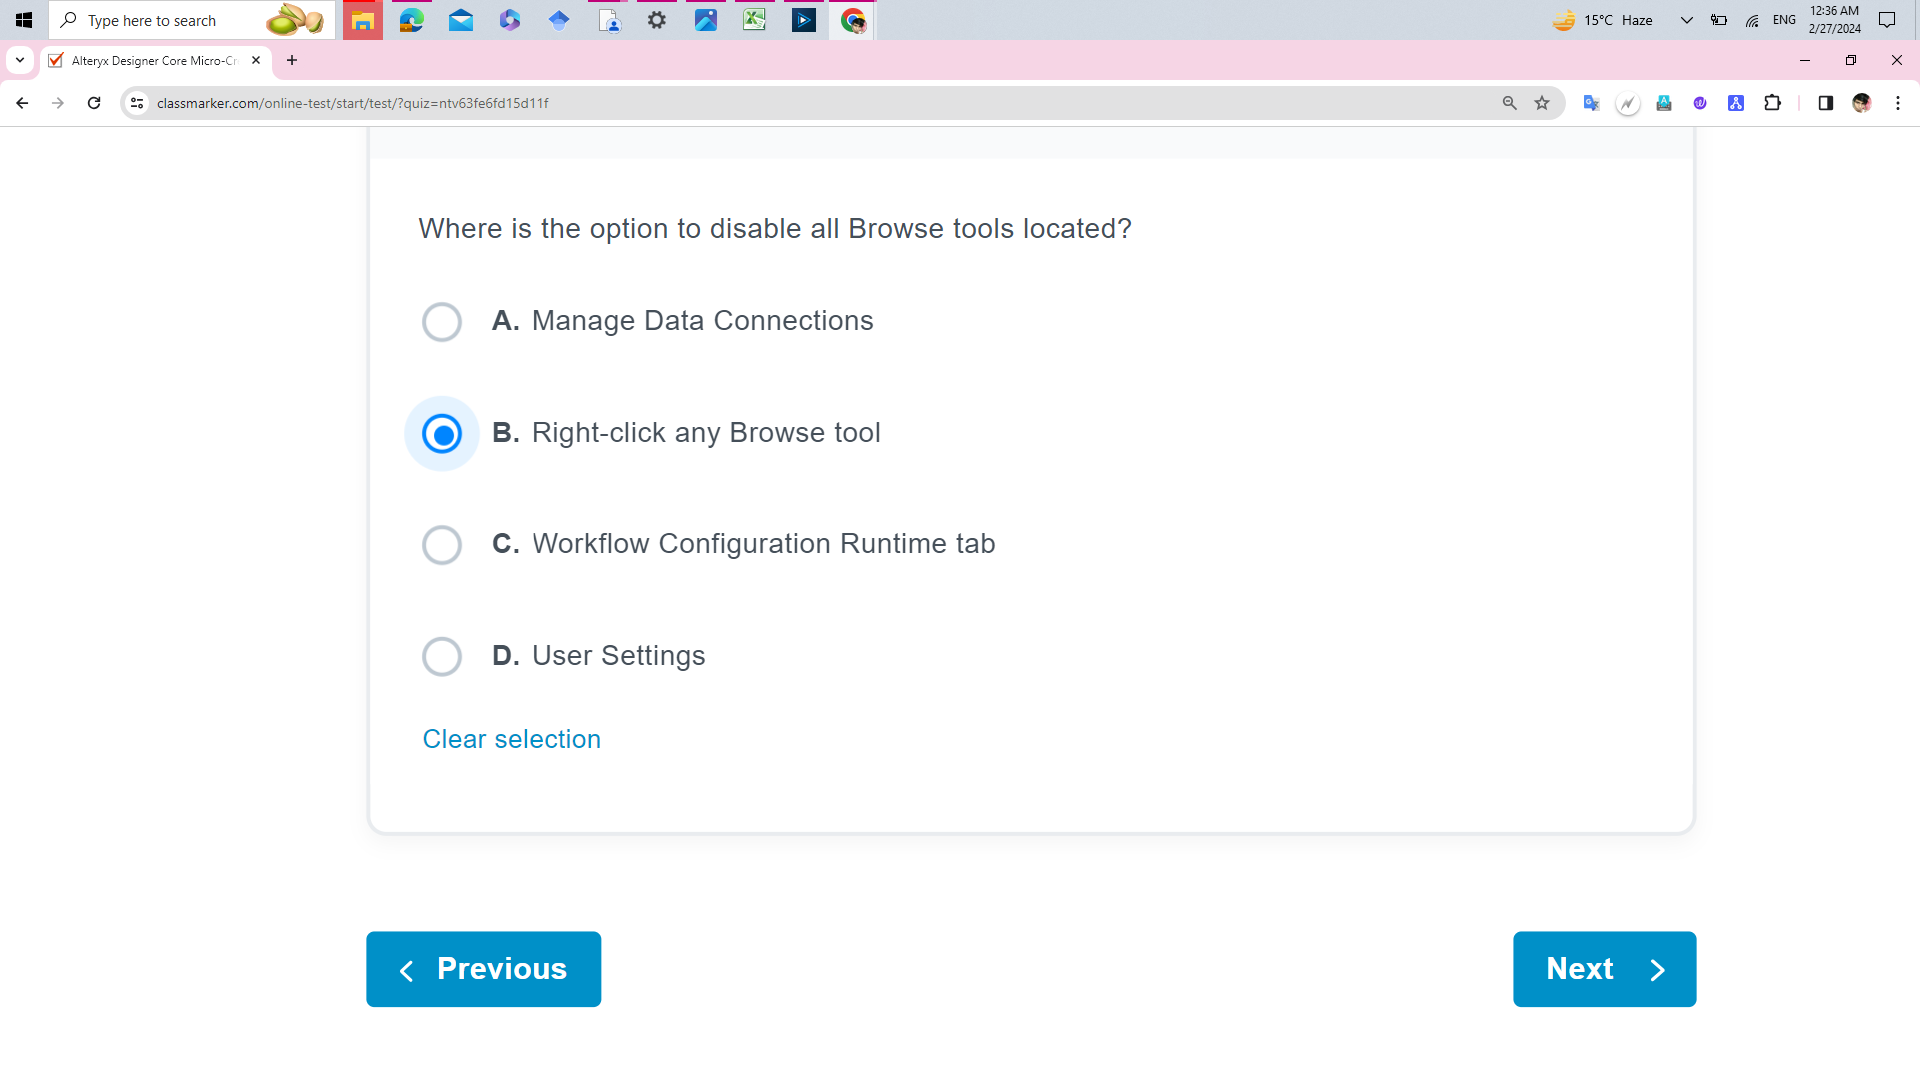 Type here to search
15°C Haze
ENG
12:36 AM
2/27/2024
Alteryx Designer Core Micro-Cr
classmarker.com/online-test/start/test/?quiz=ntv63fe6fd15d11f
Where is the option to disable all Browse tools located?
A. Manage Data Connections
B. Right-click any Browse tool
C. Workflow Configuration Runtime tab
D. User Settings
Clear selection
Previous
Next